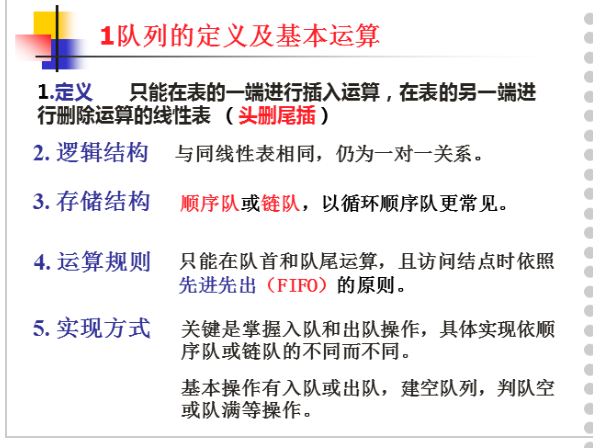 1队列的定义及基本运算
1.定义 只能在表的一端进行插入运算，在表的另一端进
行删除运算的线性表 （头删尾插）
2. 逻辑结构 与同线性表相同，仍为一对一关系。
3. 存储结构 顺序队或链队，以循环顺序队更常见。
4. 运算规则 只能在队首和队尾运算，且访问结点时依照
先进先出（FIFO）的原则。
5. 实现方式 关键是掌握入队和出队操作，具体实现依顺
序队或链队的不同而不同。
基本操作有入队或出队，建空队列，判队空
或队满等操作。